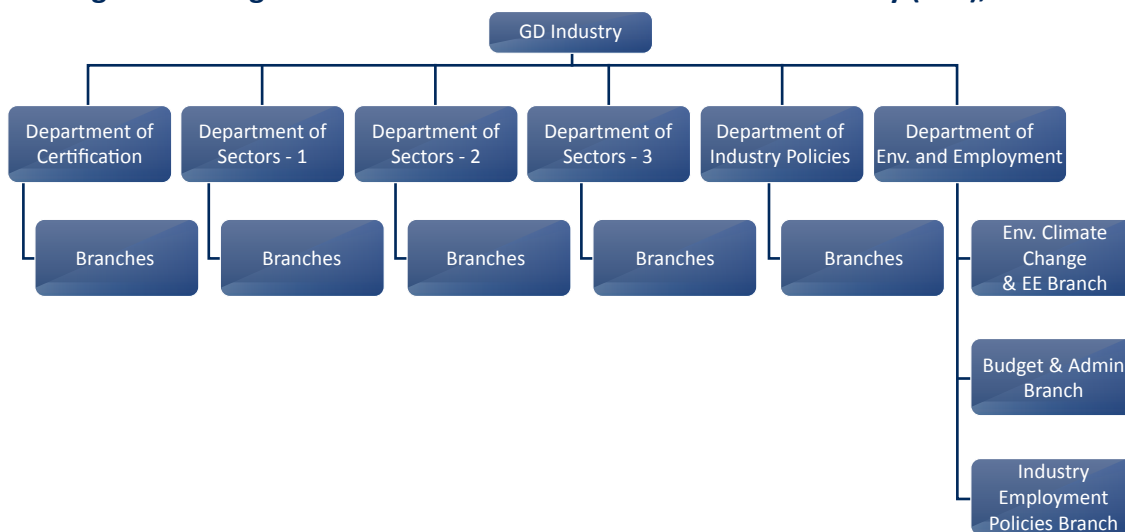 GD Industry
Department of
Certification
Department of
Sectors - 1
Department of
Sectors - 2
Department of
Sectors - 3
Department of
Industry Policies
Department of
Env. and Employment
Branches
Branches
Branches
Branches
Branches
Env. Climate
Change
& EE Branch
Budget & Admin
Branch
Industry
Employment
Policies Branch